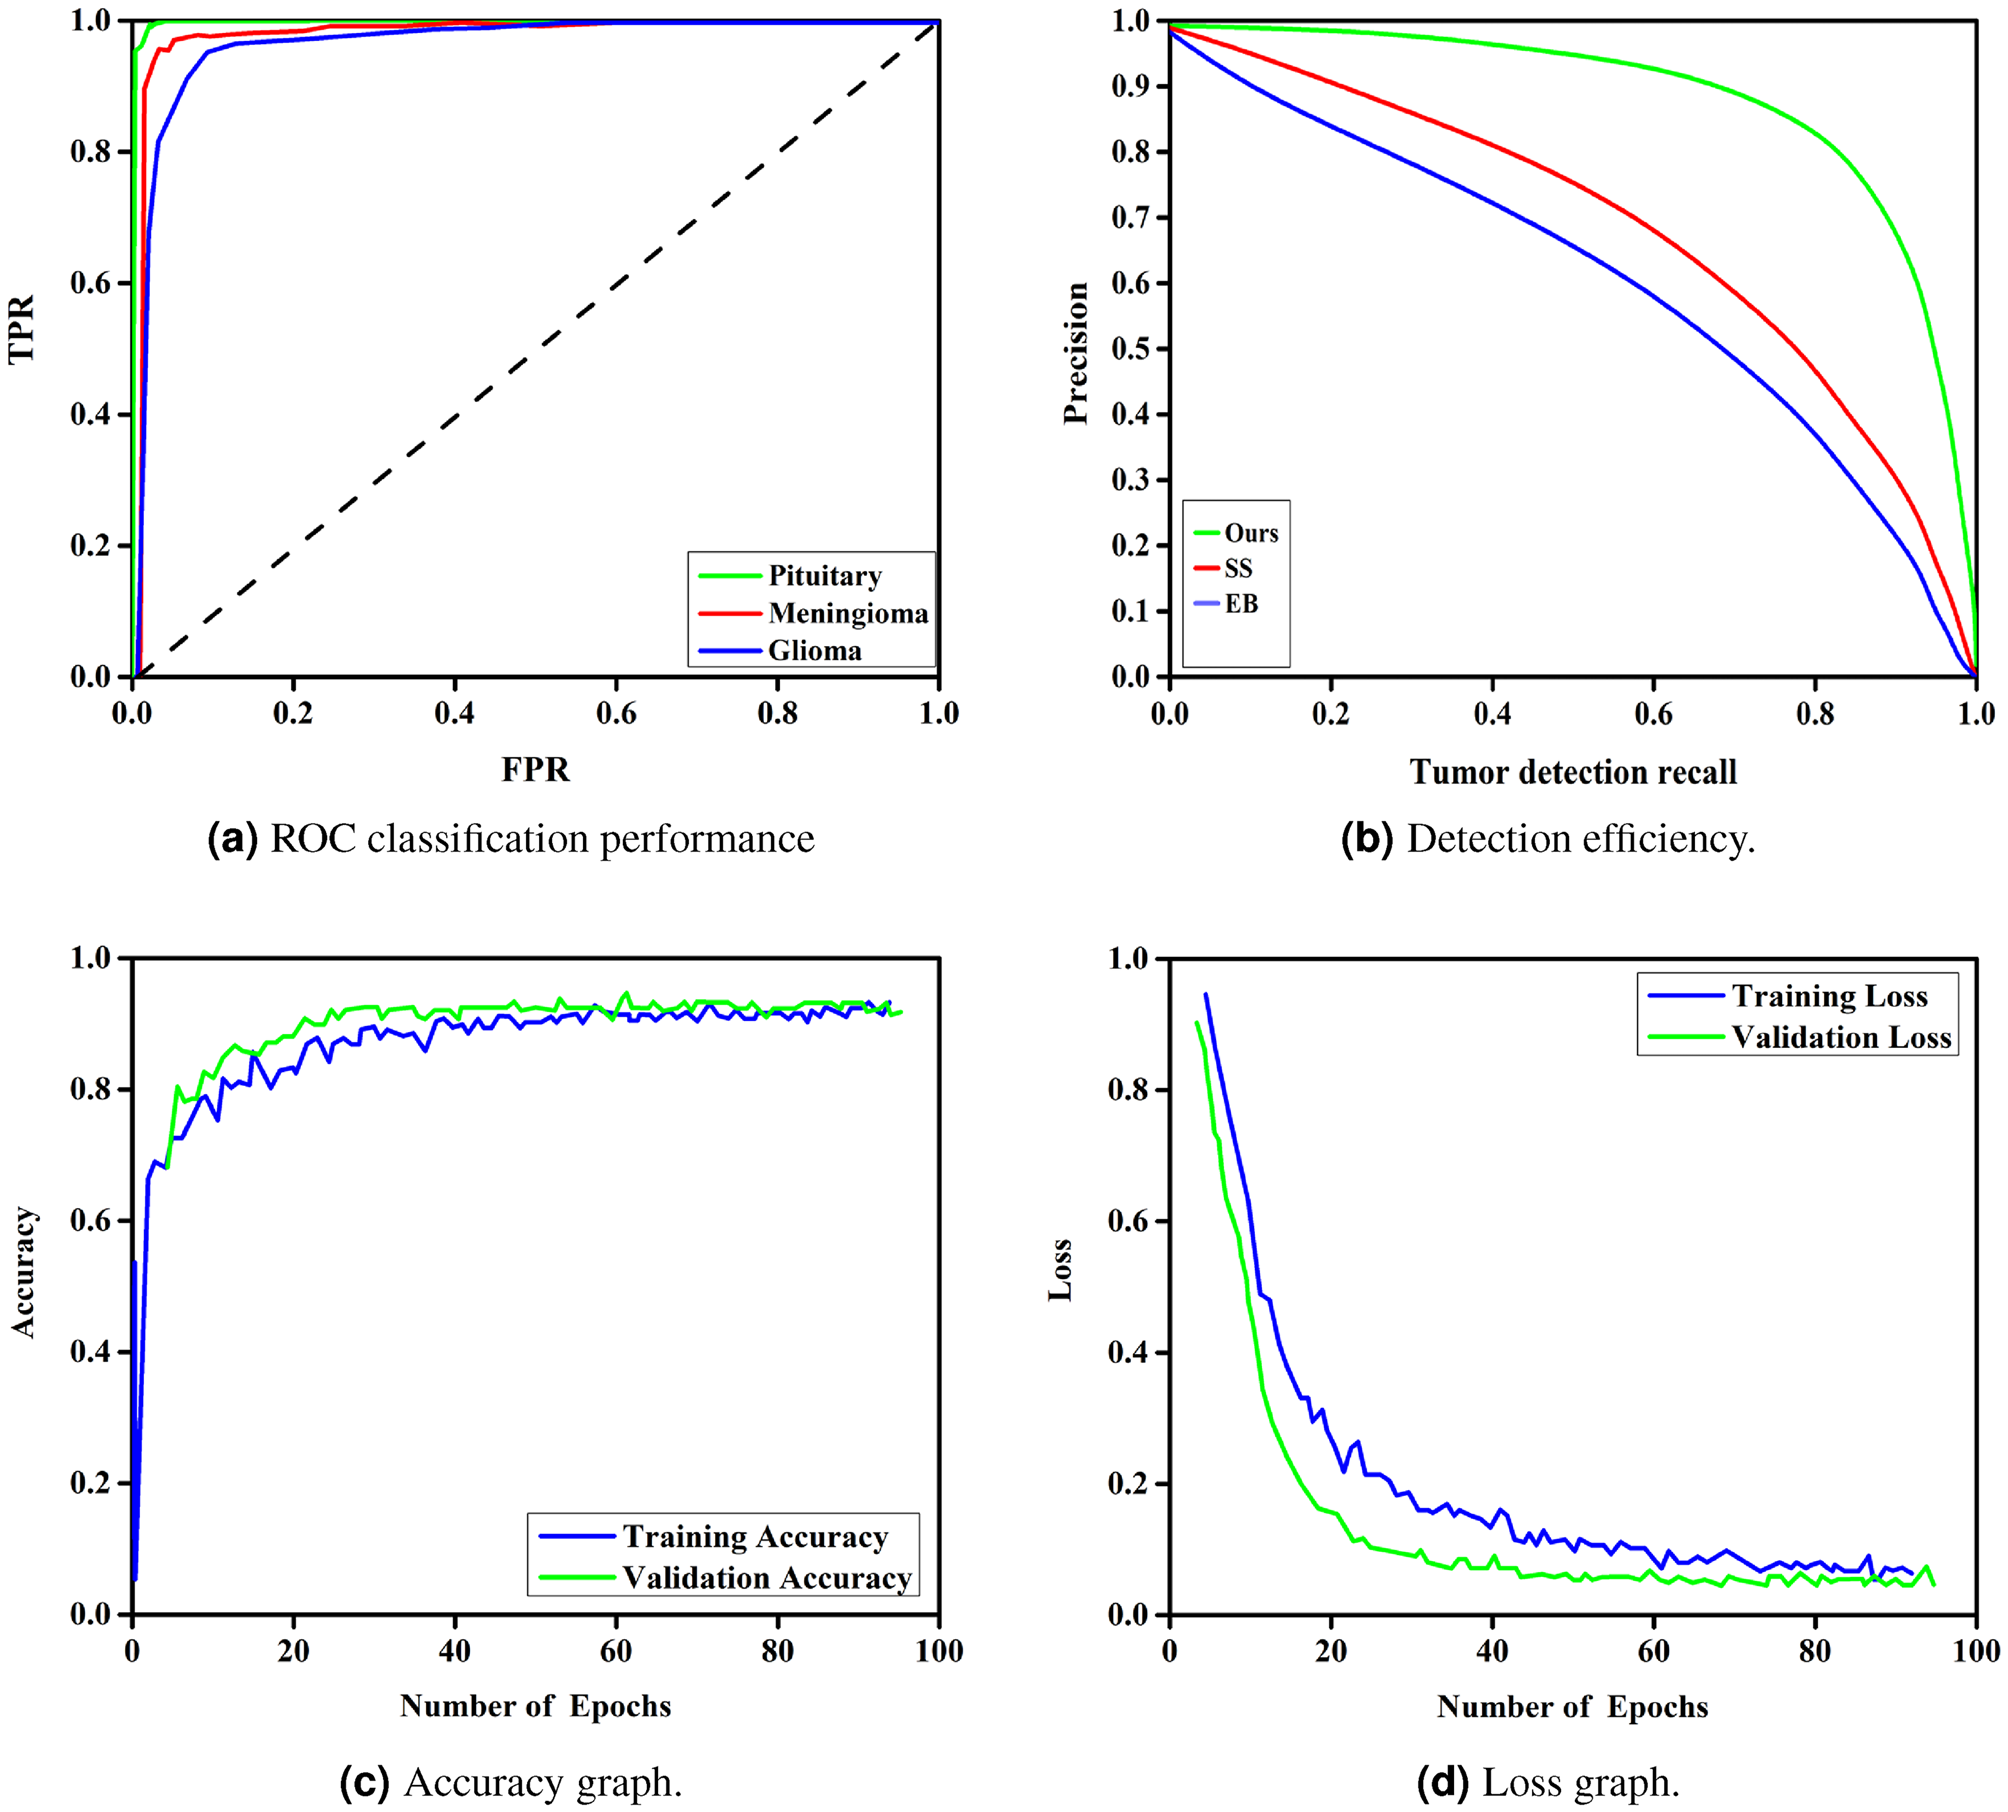 1.0
0.8
0.6
0.4
0.2
0.0
TPR
0.0 0.2 0.4 0.6 0.8 1.0
FPR
Pituitary
Meningioma
Glioma
(a) ROC classification performance
1.0
0.9
0.8
0.7
0.6
0.5
0.4
0.3
0.2
0.1
0.0
Precision
Ours
SS
EB
0.0 0.2 0.4 0.6 0.8 1.0
Tumor detection recall
(b) Detection efficiency.
1.0
0.8
0.6
0.4
0.2
0.0
Accuracy
Training Accuracy
Validation Accuracy
0 20 40 60 80 100
Number of Epochs
(c) Accuracy graph.
1.0
0.8
0.6
0.4
0.2
0.0
Loss
Training Loss
Validation Loss
0 20 40 60 80 100
Number of Epochs
(d) Loss graph.